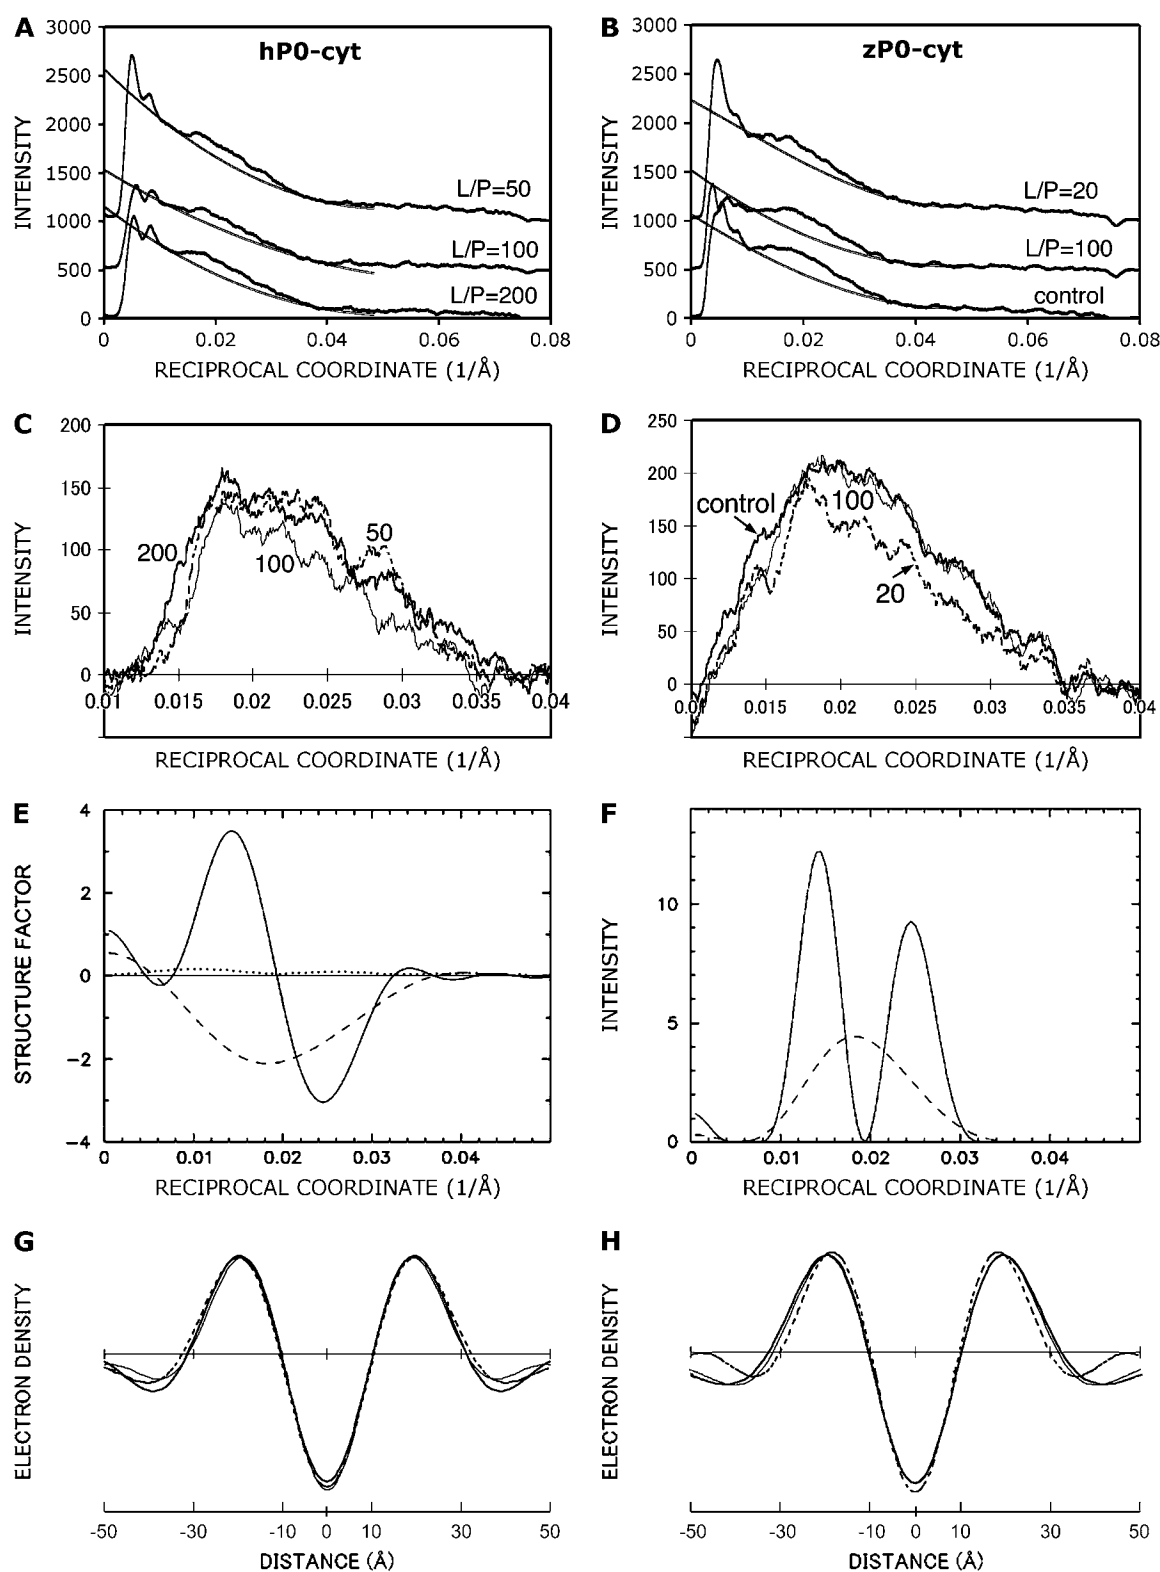 A
hP0-cyt
3000
2500
2000
1500
1000
500
0
INTENSITY
L/P=50
L/P=100
L/P=200
0 0.02 0.04 0.06 0.08
RECIPROCAL COORDINATE (1/Å)
B
zP0-cyt
3000
2500
2000
1500
1000
500
0
INTENSITY
L/P=20
L/P=100
control
0 0.02 0.04 0.06 0.08
RECIPROCAL COORDINATE (1/Å)
C
200
150
100
50
0
INTENSITY
200
100
50
0.01 0.015 0.02 0.025 0.03 0.035 0.04
RECIPROCAL COORDINATE (1/Å)
D
250
200
150
100
50
0
INTENSITY
control
100
20
0.01 0.015 0.02 0.025 0.03 0.035 0.04
RECIPROCAL COORDINATE (1/Å)
E
4
2
0
-2
-4
STRUCTURE FACTOR
0 0.01 0.02 0.03 0.04
RECIPROCAL COORDINATE (1/Å)
F
10
5
0
INTENSITY
0 0.01 0.02 0.03 0.04
RECIPROCAL COORDINATE (1/Å)
G
ELECTRON DENSITY
-50 -30 -10 0 10 30 50
DISTANCE (Å)
H
ELECTRON DENSITY
-50 -30 -10 0 10 30 50
DISTANCE (Å)